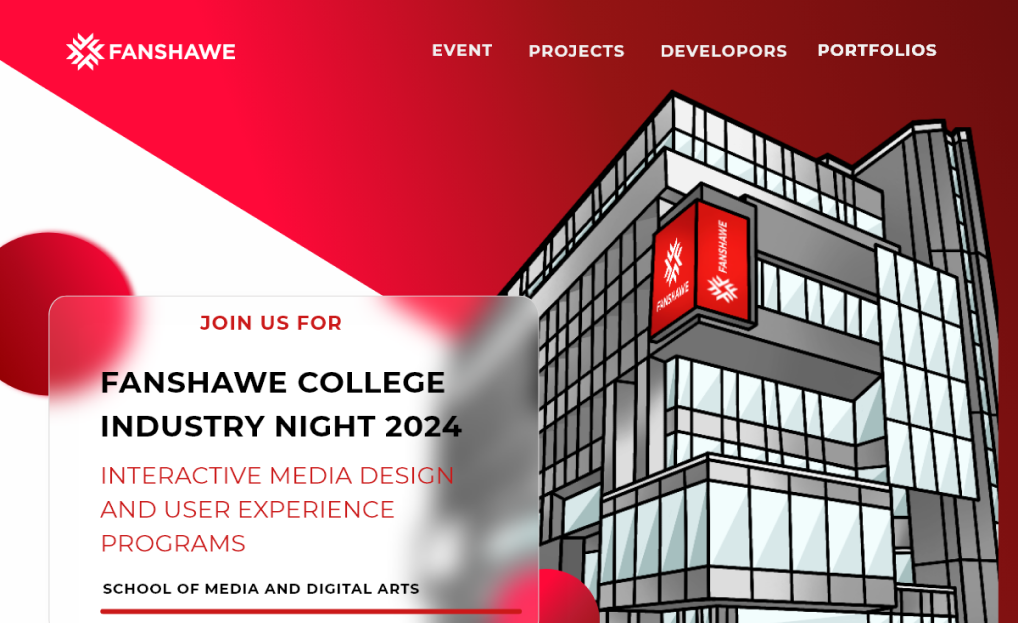 FANSHAWE
EVENT PROJECTS DEVELOPORS PORTFOLIOS
FANSHAWE
FANSHAWE
JOIN US FOR
FANSHAWE COLLEGE
INDUSTRY NIGHT 2024
INTERACTIVE MEDIA DESIGN
AND USER EXPERIENCE
PROGRAMS
SCHOOL OF MEDIA AND DIGITAL ARTS